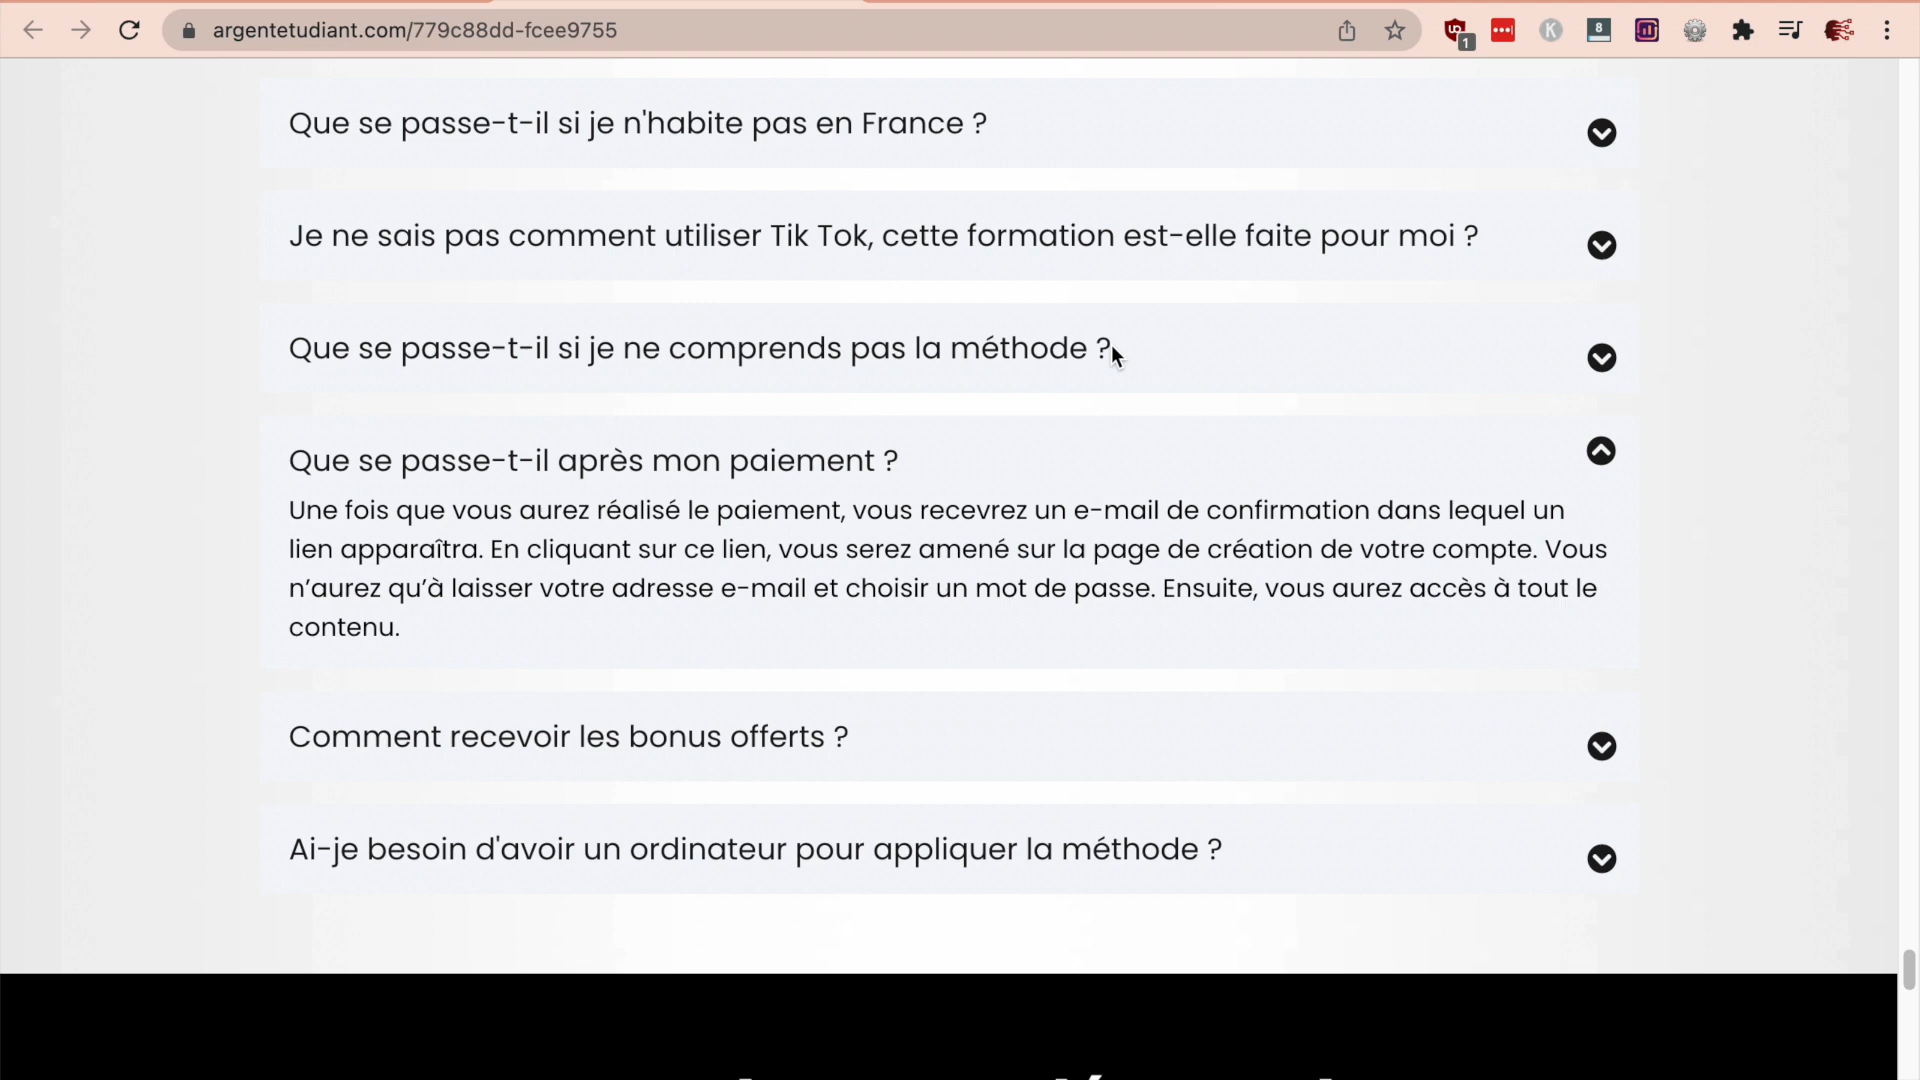 argentetudiant.com/779c88dd-fcee9755
1
K
8
Que se passe-t-il si je n'habite pas en France ?
Je ne sais pas comment utiliser Tik Tok, cette formation est-elle faite pour moi ?
Que se passe-t-il si je ne comprends pas la méthode ?
Que se passe-t-il après mon paiement ?
Une fois que vous aurez réalisé le paiement, vous recevrez un e-mail de confirmation dans lequel un
lien apparaîtra. En cliquant sur ce lien, vous serez amené sur la page de création de votre compte. Vous
n’aurez qu’à laisser votre adresse e-mail et choisir un mot de passe. Ensuite, vous aurez accès à tout le
contenu.
Comment recevoir les bonus offerts ?
Ai-je besoin d'avoir un ordinateur pour appliquer la méthode ?